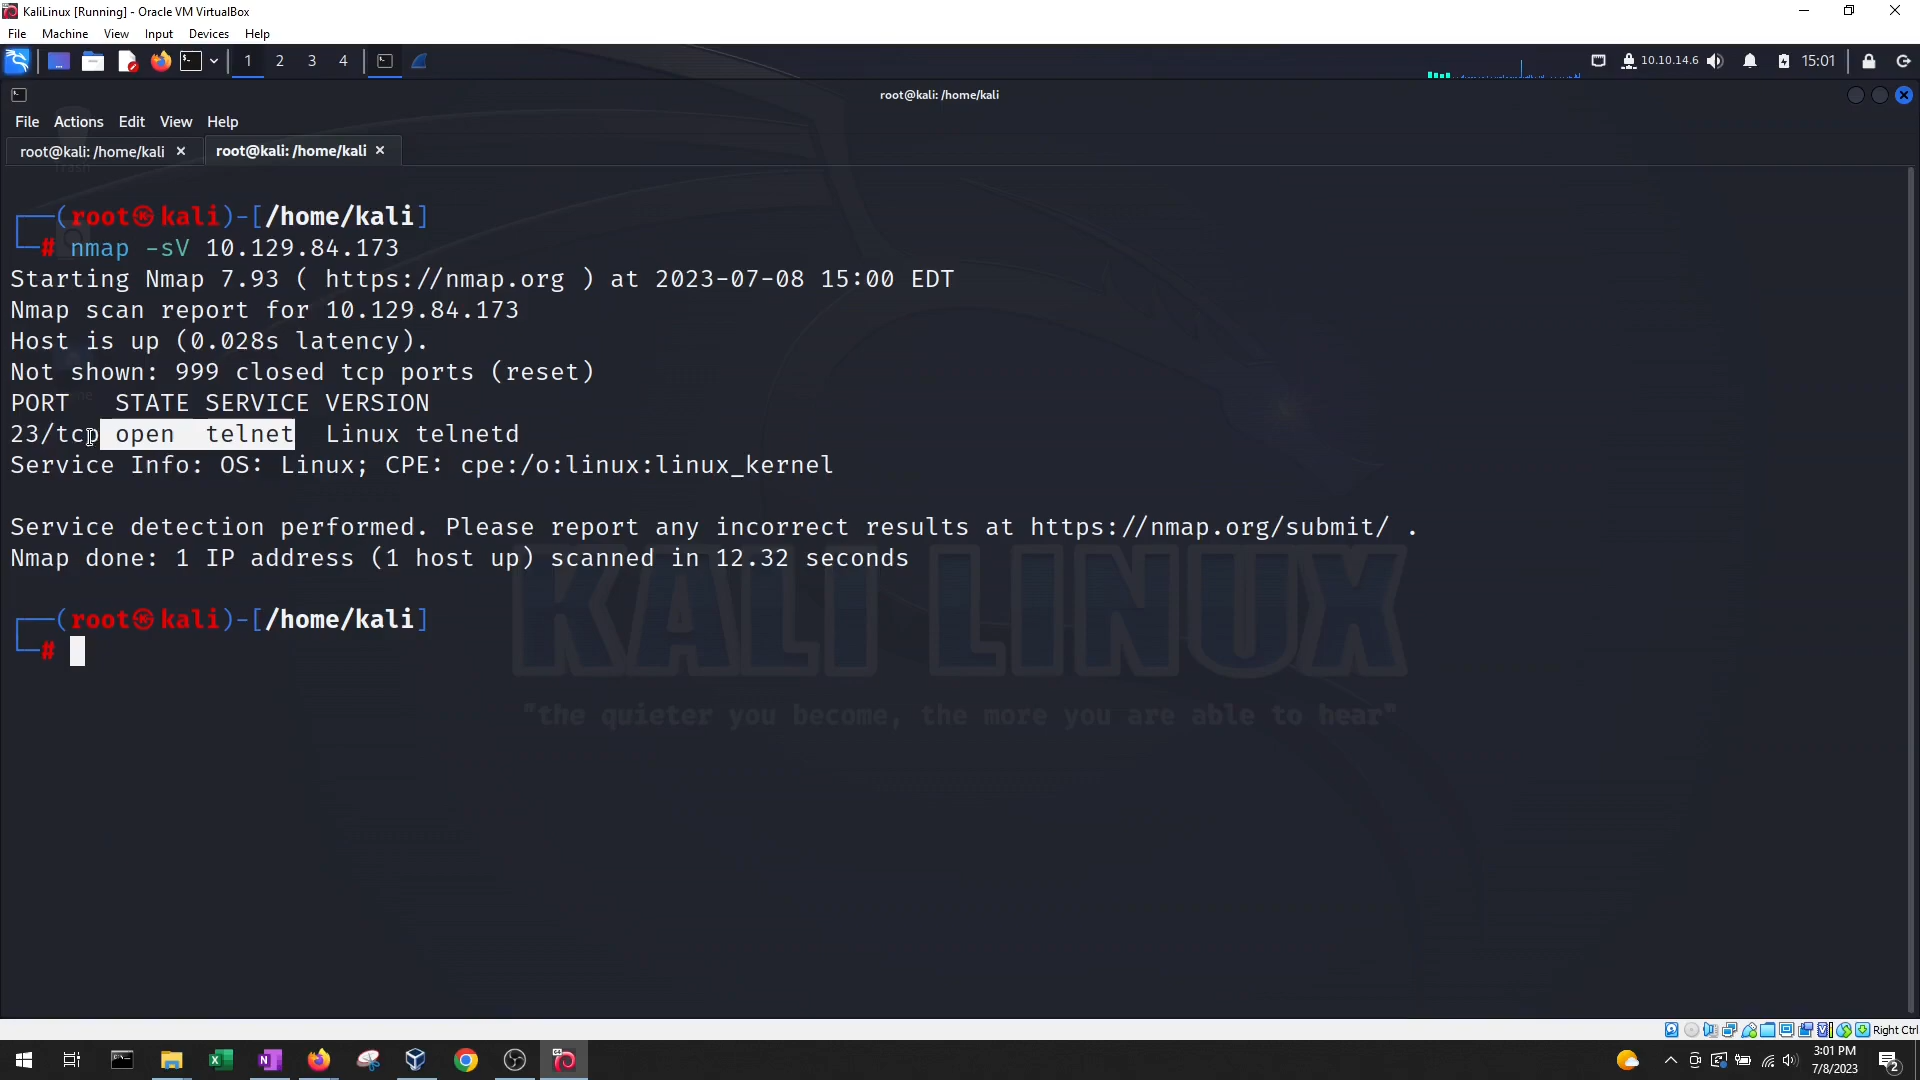 KaliLinux [Running] - Oracle VM VirtualBox
File Machine View Input Devices Help
1 2 3 4
10.10.14.6
15:01
root@kali: /home/kali
File Actions Edit View Help
root@kali: /home/kali × root@kali: /home/kali ×
┌──(root㉿kali)-[/home/kali]
└─# nmap -sV 10.129.84.173
Starting Nmap 7.93 ( https://nmap.org ) at 2023-07-08 15:00 EDT
Nmap scan report for 10.129.84.173
Host is up (0.028s latency).
Not shown: 999 closed tcp ports (reset)
PORT   STATE SERVICE VERSION
23/tcp open  telnet  Linux telnetd
Service Info: OS: Linux; CPE: cpe:/o:linux:linux_kernel
Service detection performed. Please report any incorrect results at https://nmap.org/submit/ .
Nmap done: 1 IP address (1 host up) scanned in 12.32 seconds
┌──(root㉿kali)-[/home/kali]
└─#
KALI LINUX
"the quieter you become, the more you are able to hear"
Right Ctrl
3:01 PM
7/8/2023
2